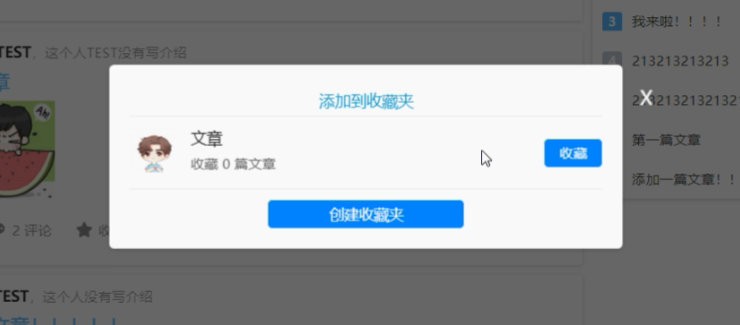 TEST，这个人TEST没有写介绍
章
2 评论
收
TEST，这个人没有写介绍
文章！！！！！
添加到收藏夹
X
文章
收藏 0 篇文章
收藏
创建收藏夹
3 我来啦！！！！
4 213213213213
第一篇文章
添加一篇文章！！